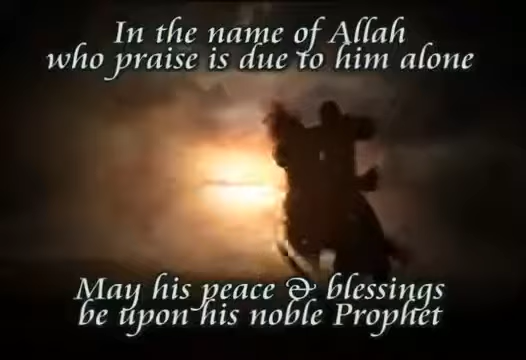 In the name of Allah
who praise is due to him alone
May his peace & blessings
be upon his noble Prophet